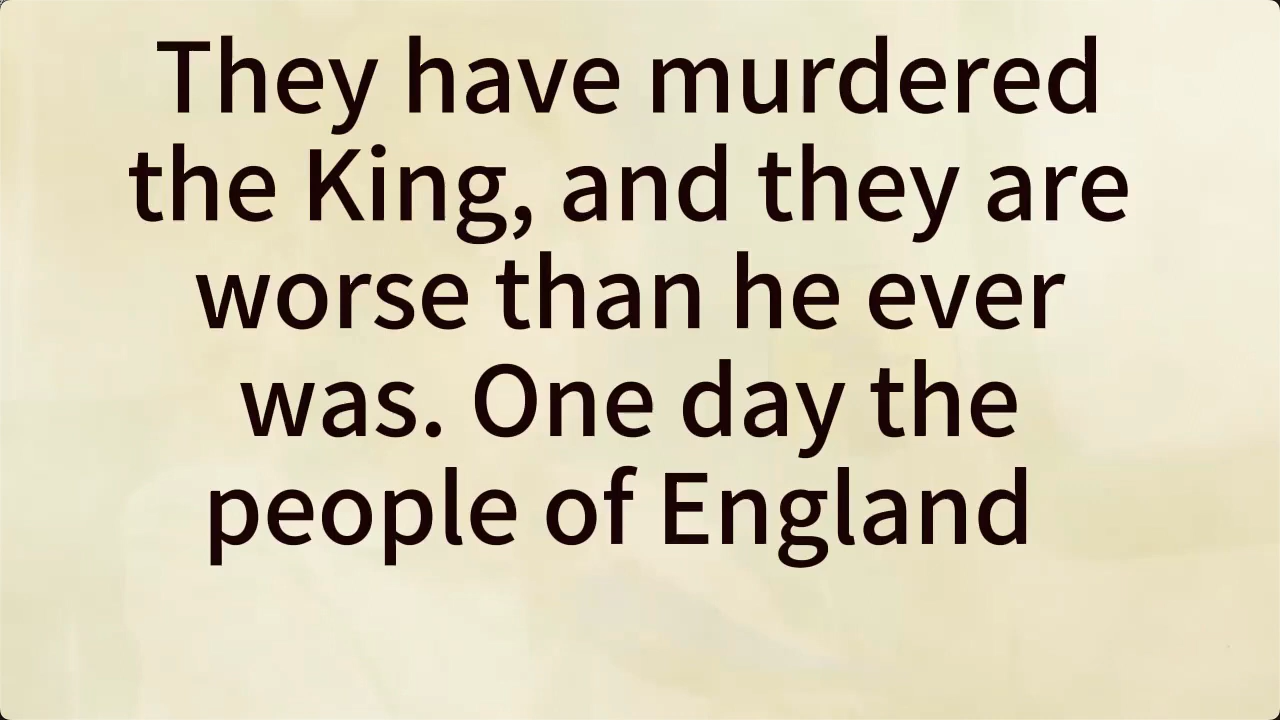 They have murdered
the King, and they are
worse than he ever
was. One day the
people of England